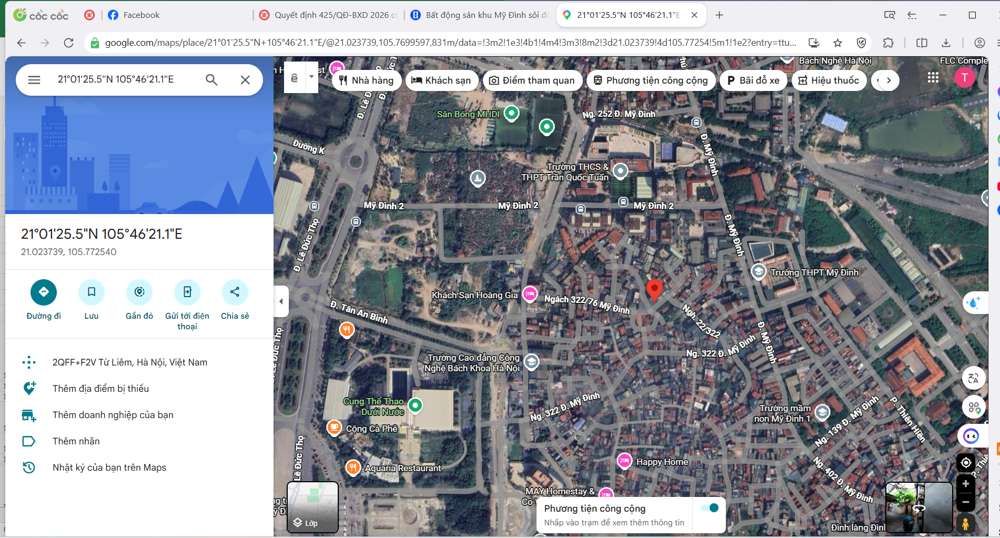 cốc cốc
Facebook
Quyết định 425/QĐ-BXD 2026 cô
Bất động sản khu Mỹ Đình sôi đó
21°01'25.5"N 105°46'21.1"E
google.com/maps/place/21°01'25.5"N+105°46'21.1"E/@21.023739,105.7699597,831m/data=!3m2!1e3!4b1!4m4!3m3!8m2!3d21.023739!4d105.77254!5m1!1e2?entry=ttu...
21°01'25.5"N 105°46'21.1"E
ê
Nhà hàng
Khách sạn
Điểm tham quan
Phương tiện công cộng
P Bãi đỗ xe
Hiệu thuốc
T
21°01'25.5"N 105°46'21.1"E
21.023739, 105.772540
Đường đi
Lưu
Gần đó
Gửi tới điện
thoại
Chia sẻ
2QFF+F2V Từ Liêm, Hà Nội, Việt Nam
Thêm địa điểm bị thiếu
Thêm doanh nghiệp của bạn
Thêm nhãn
Nhật ký của bạn trên Maps
Bách Nghệ Hà Nội
FLC Comple
Sân Bóng MHDI
Ng. 252 Đ. Mỹ Đình
Đ. Mỹ Đình
Đường K
Trường THCS &
THPT Trần Quốc Tuấn
Mỹ Đình 2
Mỹ Đình 2
Mỹ Đình 2
Đ. Lê Đức Thọ
Đ. Mỹ Đình
Trường THPT Mỹ Đình
Khách Sạn Hoàng Gia
Ngách 322/76 Mỹ Đình
Đ. Tân An Bình
Ngh. 22/322
Đ. Mỹ Đình
Ng. 322 Đ. Mỹ Đình
Trường Cao đẳng Công
Nghệ Bách Khoa Hà Nội
Cung Thể Thao
Dưới Nước
Ng. 322 Đ. Mỹ Đình
Cộng Cà Phê
Trường mầm
non Mỹ Đình 1
Ng. 139 Đ. Mỹ Đình
P. Thiên Hiền
Lê Đức Thọ
Aquaria Restaurant
Happy Home
Ng. 402 Đ. Mỹ Đình
MAY Homestay &
Lớp
Phương tiện công cộng
Nhấp vào trạm để xem thêm thông tin
Đình làng Đìnl